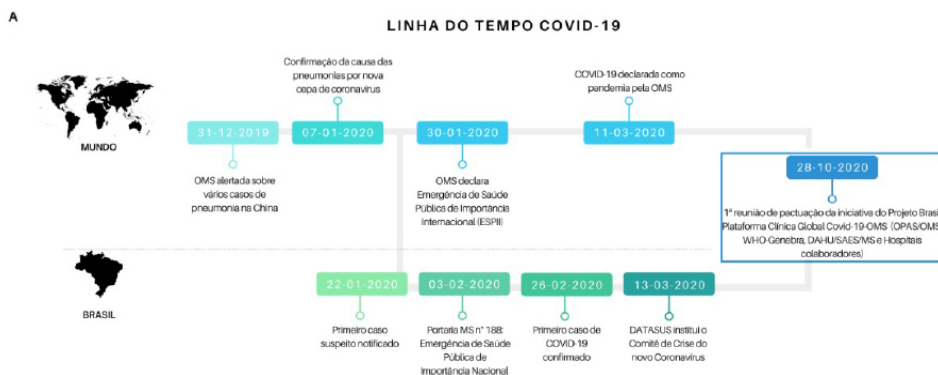 A
LINHA DO TEMPO COVID-19
Confirmação da causa das
pneumonias por nova
cepa de coronavírus
COVID-19 declarada como
pandemia pela OMS
MUNDO
31-12-2019
07-01-2020
30-01-2020
11-03-2020
28-10-2020
OMS alertada sobre
vários casos de
pneumonia na China
OMS declara
Emergência de Saúde
Pública de Importância
Internacional (ESPII)
1ª reunião de pactuação da iniciativa do Projeto Brasil
Plataforma Clínica Global Covid-19-OMS (OPAS/OMS
WHO-Genebra, DAHU/SAES/MS e Hospitais
colaboradores)
BRASIL
22-01-2020
03-02-2020
26-02-2020
13-03-2020
Primeiro caso
suspeito notificado
Portaria MS n° 188:
Emergência de Saúde
Pública de
Importância Nacional
Primeiro caso de
COVID-19
confirmado
DATASUS institui o
Comitê de Crise do
novo Coronavírus